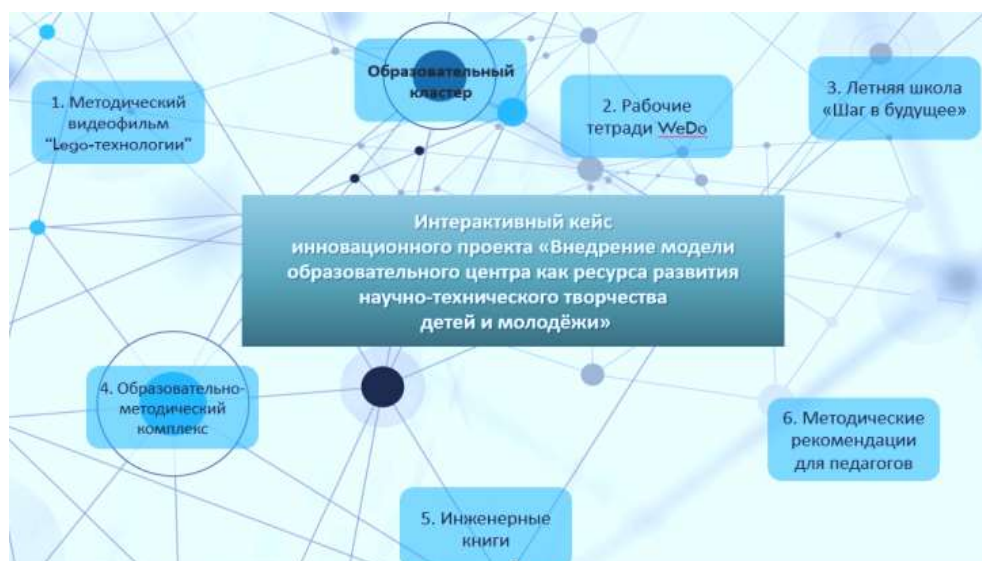 Образовательный
кластер
1. Методический
видеофильм
“Lego-технологии”
2. Рабочие
тетради WeDo
3. Летняя школа
«Шаг в будущее»
Интерактивный кейс
инновационного проекта «Внедрение модели
образовательного центра как ресурса развития
научно-технического творчества
детей и молодёжи»
4. Образовательно-
методический
комплекс
5. Инженерные
книги
6. Методические
рекомендации
для педагогов